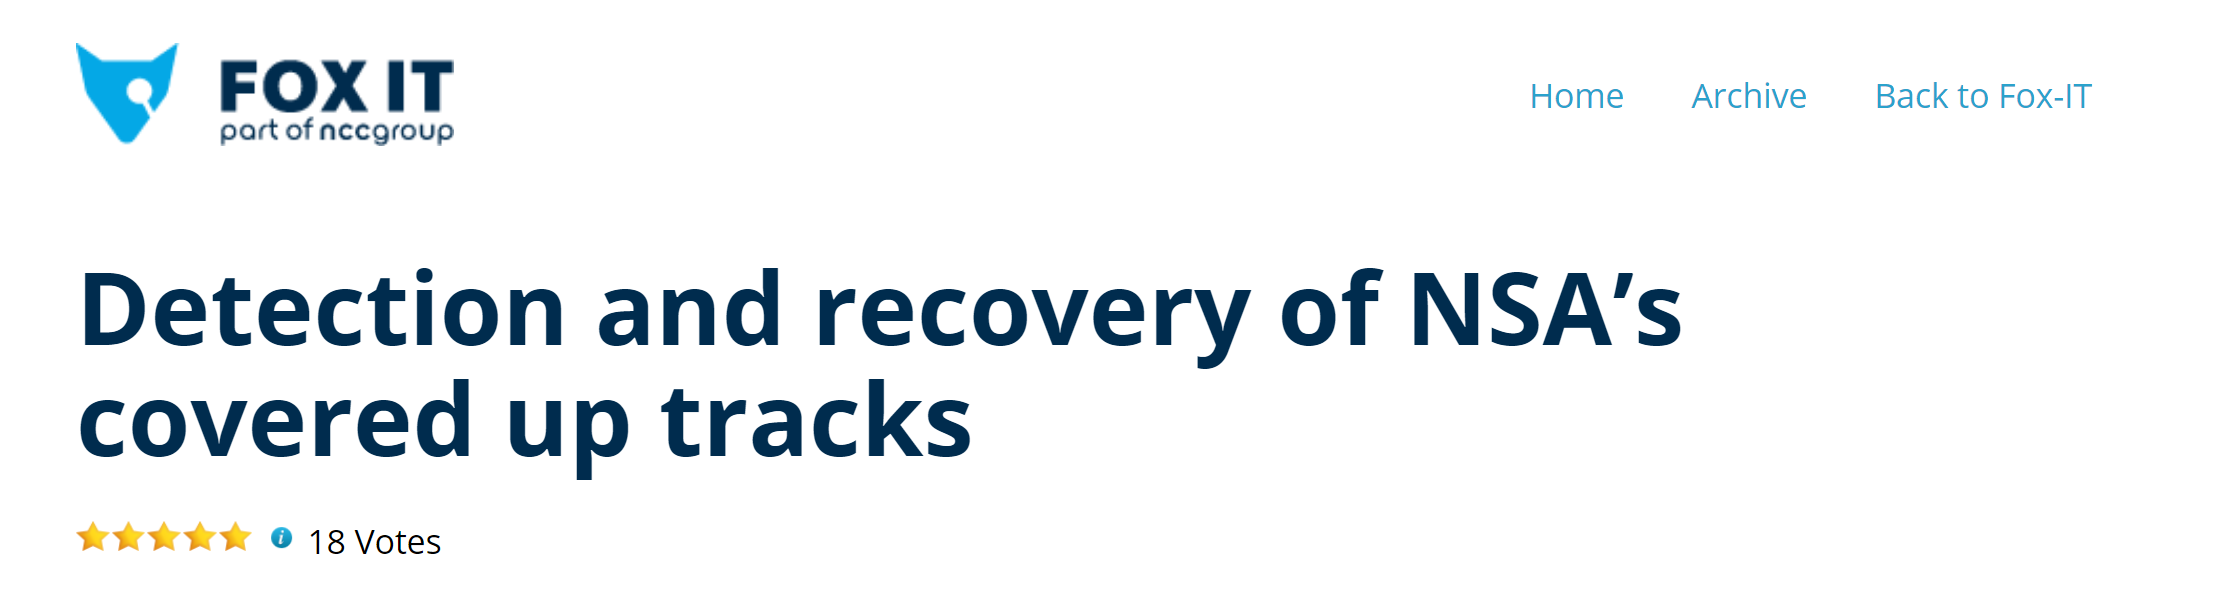 FOX IT
part of nccgroup
Home Archive Back to Fox-IT
Detection and recovery of NSA’s
covered up tracks
i 18 Votes